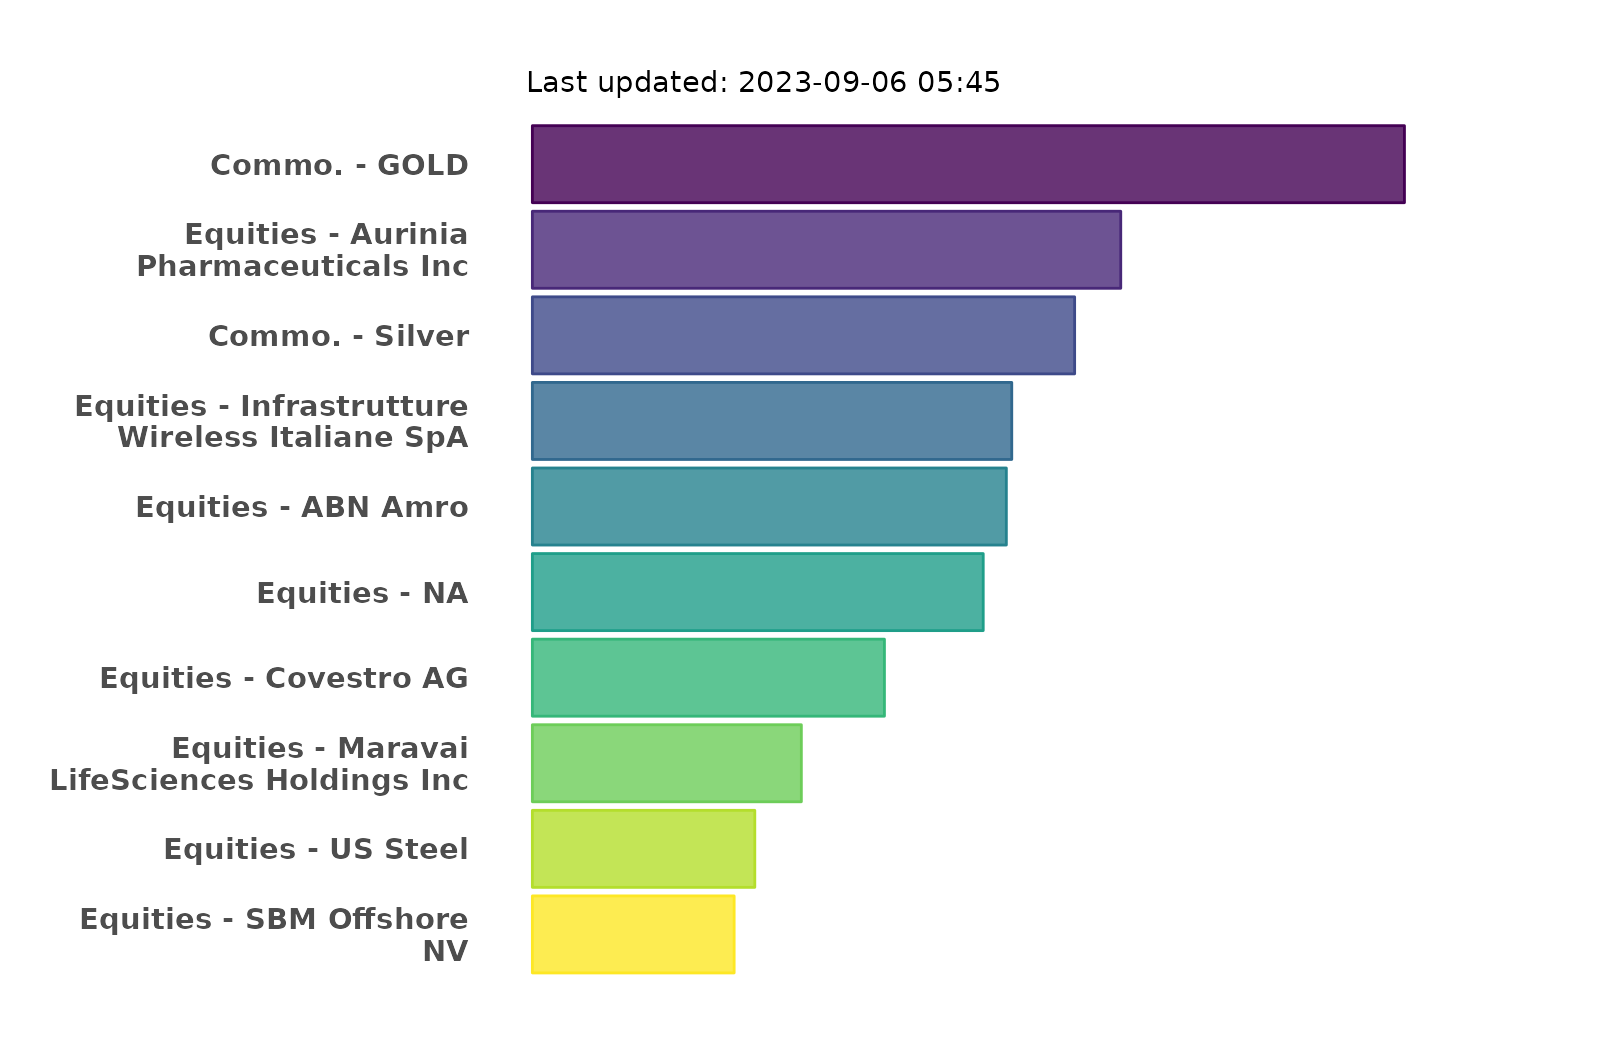 Last updated: 2023-09-06 05:45
Commo. - GOLD
Equities - Aurinia
Pharmaceuticals Inc
Commo. - Silver
Equities - Infrastrutture
Wireless Italiane SpA
Equities - ABN Amro
Equities - NA
Equities - Covestro AG
Equities - Maravai
LifeSciences Holdings Inc
Equities - US Steel
Equities - SBM Offshore
NV